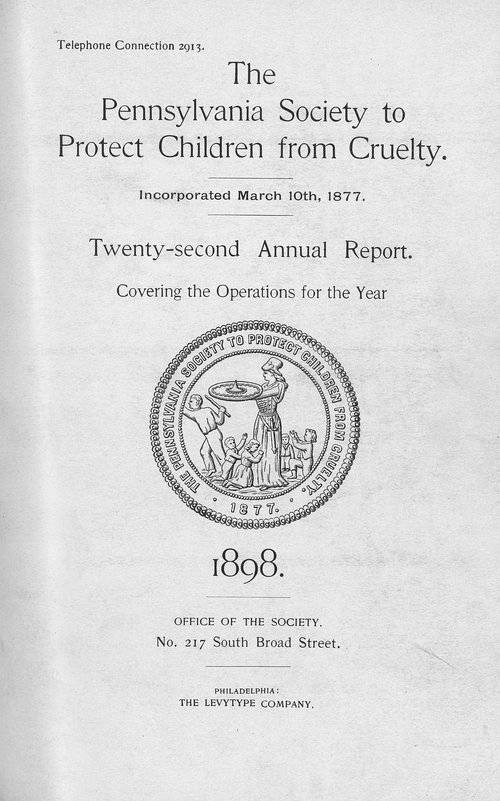 Telephone Connection 2913.
The
Pennsylvania Society to
Protect Children from Cruelty.
Incorporated March 10th, 1877.
Twenty-second Annual Report.
Covering the Operations for the Year
THE PENNSYLVANIA SOCIETY TO PROTECT CHILDREN FROM CRUELTY.
· 1877. ·
1898.
OFFICE OF THE SOCIETY.
No. 217 South Broad Street.
PHILADELPHIA:
THE LEVYTYPE COMPANY.